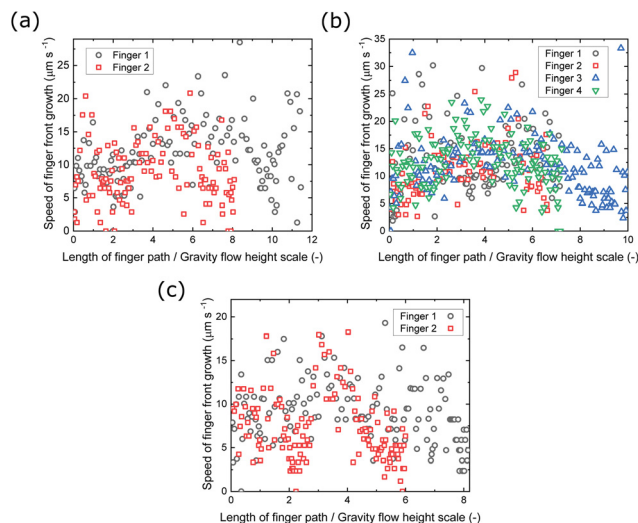 (a)
Speed of finger front growth (μm s⁻¹)
30
25
20
15
10
5
0
Finger 1
Finger 2
0 2 4 6 8 10 12
Length of finger path / Gravity flow height scale (-)
(b)
Speed of finger front growth (μm s⁻¹)
35
30
25
20
15
10
5
0
Finger 1
Finger 2
Finger 3
Finger 4
0 2 4 6 8 10
Length of finger path / Gravity flow height scale (-)
(c)
Speed of finger front growth (μm s⁻¹)
20
15
10
5
0
Finger 1
Finger 2
0 2 4 6 8
Length of finger path / Gravity flow height scale (-)